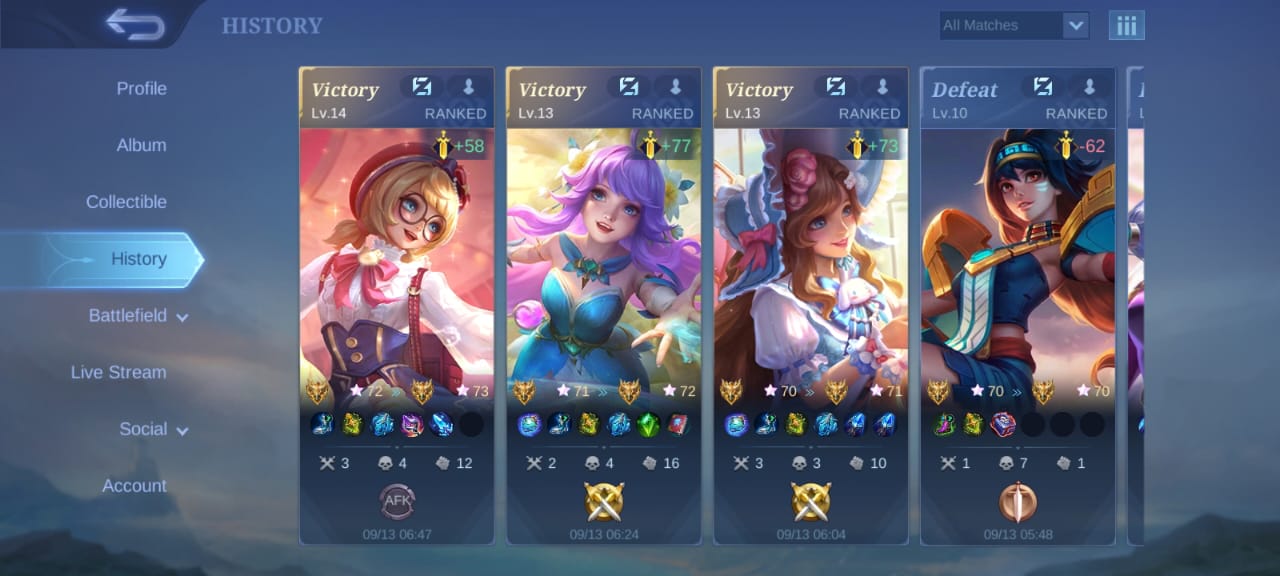 HISTORY
All Matches
Profile
Album
Collectible
History
Battlefield
Live Stream
Social
Account
Victory
Lv.14 RANKED
+58
72 73
3 4 12
AFK
09/13 06:47
Victory
Lv.13 RANKED
+77
71 72
2 4 16
09/13 06:24
Victory
Lv.13 RANKED
+73
70 71
3 3 10
09/13 06:04
Defeat
Lv.10 RANKED
-62
70 70
1 7 1
09/13 05:48